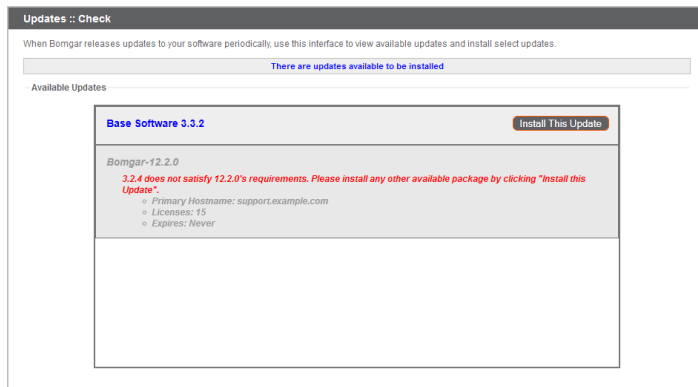 Updates :: Check
When Bomgar releases updates to your software periodically, use this interface to view available updates and install select updates.
There are updates available to be installed
Available Updates
Base Software 3.3.2
Install This Update
Bomgar-12.2.0
3.2.4 does not satisfy 12.2.0's requirements. Please install any other available package by clicking "Install this
Update".
Primary Hostname: support.example.com
Licenses: 15
Expires: Never